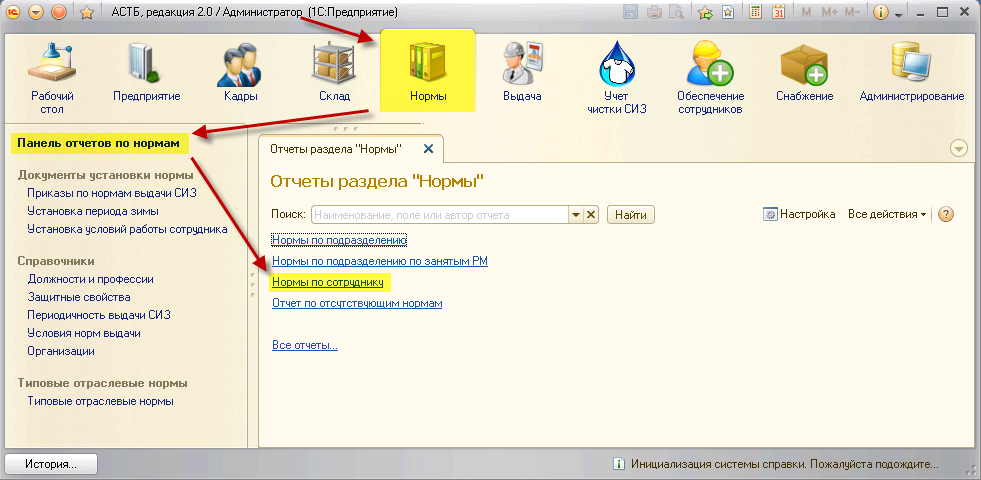 АСТБ, редакция 2.0 / Администратор (1С:Предприятие)
M M+ M-
Рабочий стол
Предприятие
Кадры
Склад
Нормы
Выдача
Учет чистки СИЗ
Обеспечение сотрудников
Снабжение
Администрирование
Панель отчетов по нормам
Документы установки нормы
Приказы по нормам выдачи СИЗ
Установка периода зимы
Установка условий работы сотрудника
Справочники
Должности и профессии
Защитные свойства
Периодичность выдачи СИЗ
Условия норм выдачи
Организации
Типовые отраслевые нормы
Типовые отраслевые нормы
Отчеты раздела "Нормы"
Отчеты раздела "Нормы"
Поиск: Наименование, поле или автор отчета Найти Настройка Все действия
Нормы по подразделению
Нормы по подразделению по занятым РМ
Нормы по сотруднику
Отчет по отсутствующим нормам
Все отчеты...
История...
Инициализация системы справки. Пожалуйста подождите...